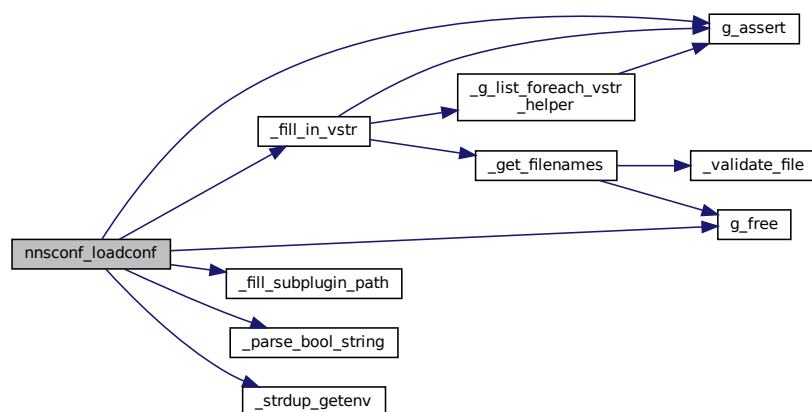 g_assert
_g_list_foreach_vstr
_helper
_fill_in_vstr
_get_filenames
_validate_file
g_free
nnsconf_loadconf
_fill_subplugin_path
_parse_bool_string
_strdup_getenv